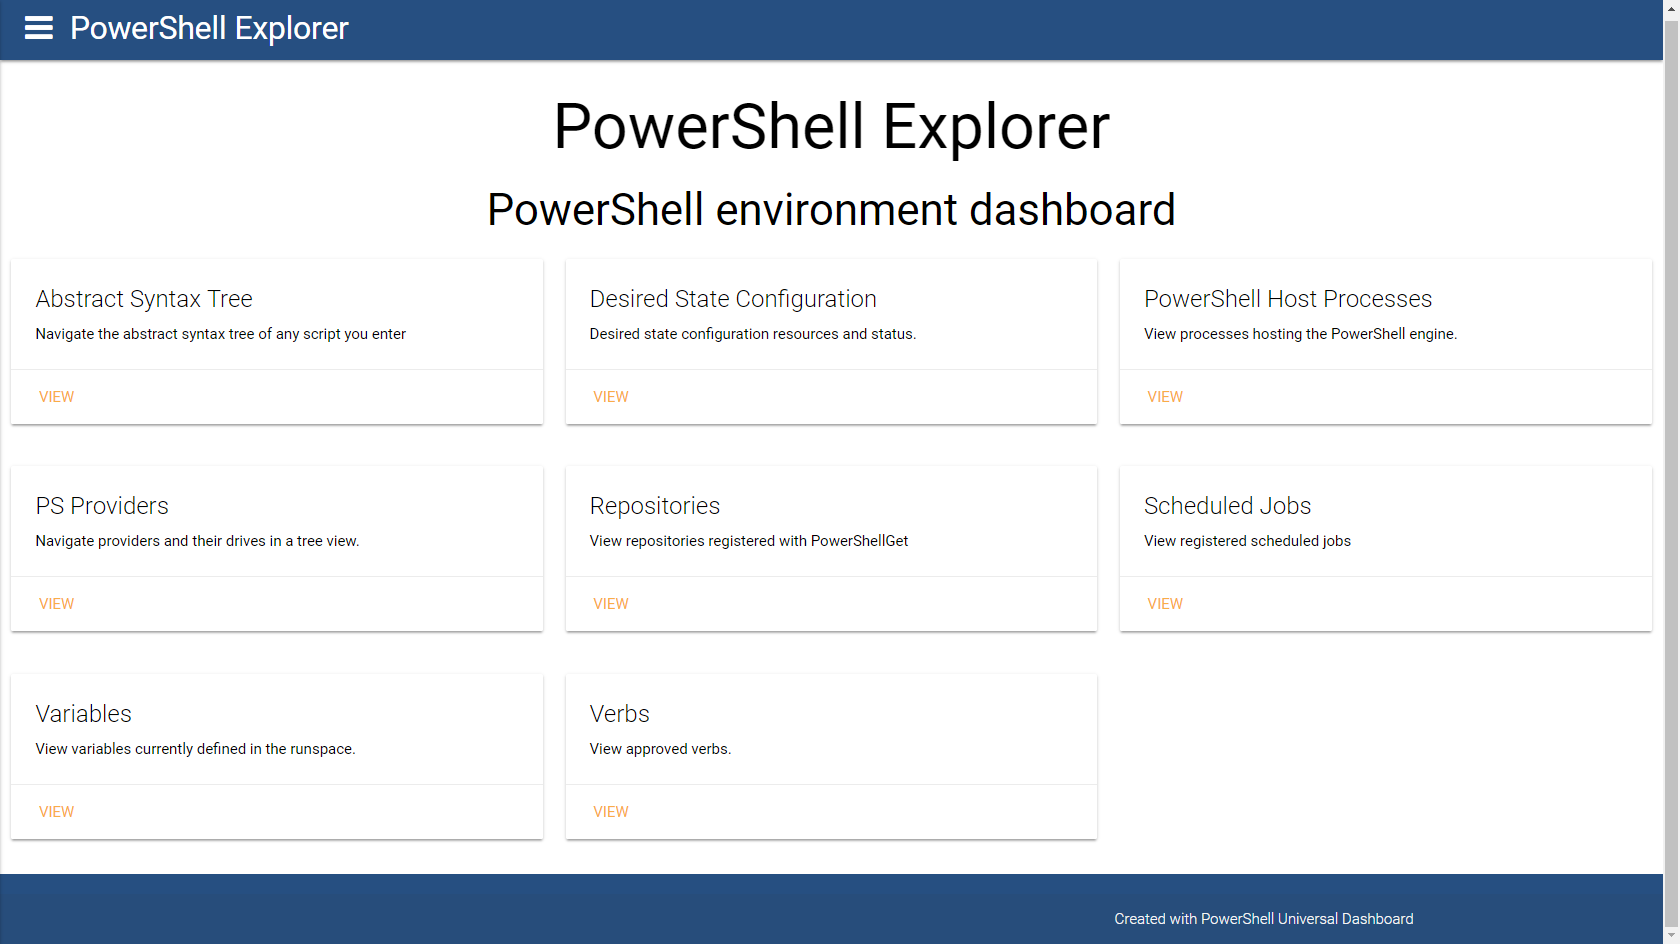 PowerShell Explorer
PowerShell Explorer
PowerShell environment dashboard
Abstract Syntax Tree
Navigate the abstract syntax tree of any script you enter
VIEW
Desired State Configuration
Desired state configuration resources and status.
VIEW
PowerShell Host Processes
View processes hosting the PowerShell engine.
VIEW
PS Providers
Navigate providers and their drives in a tree view.
VIEW
Repositories
View repositories registered with PowerShellGet
VIEW
Scheduled Jobs
View registered scheduled jobs
VIEW
Variables
View variables currently defined in the runspace.
VIEW
Verbs
View approved verbs.
VIEW
Created with PowerShell Universal Dashboard